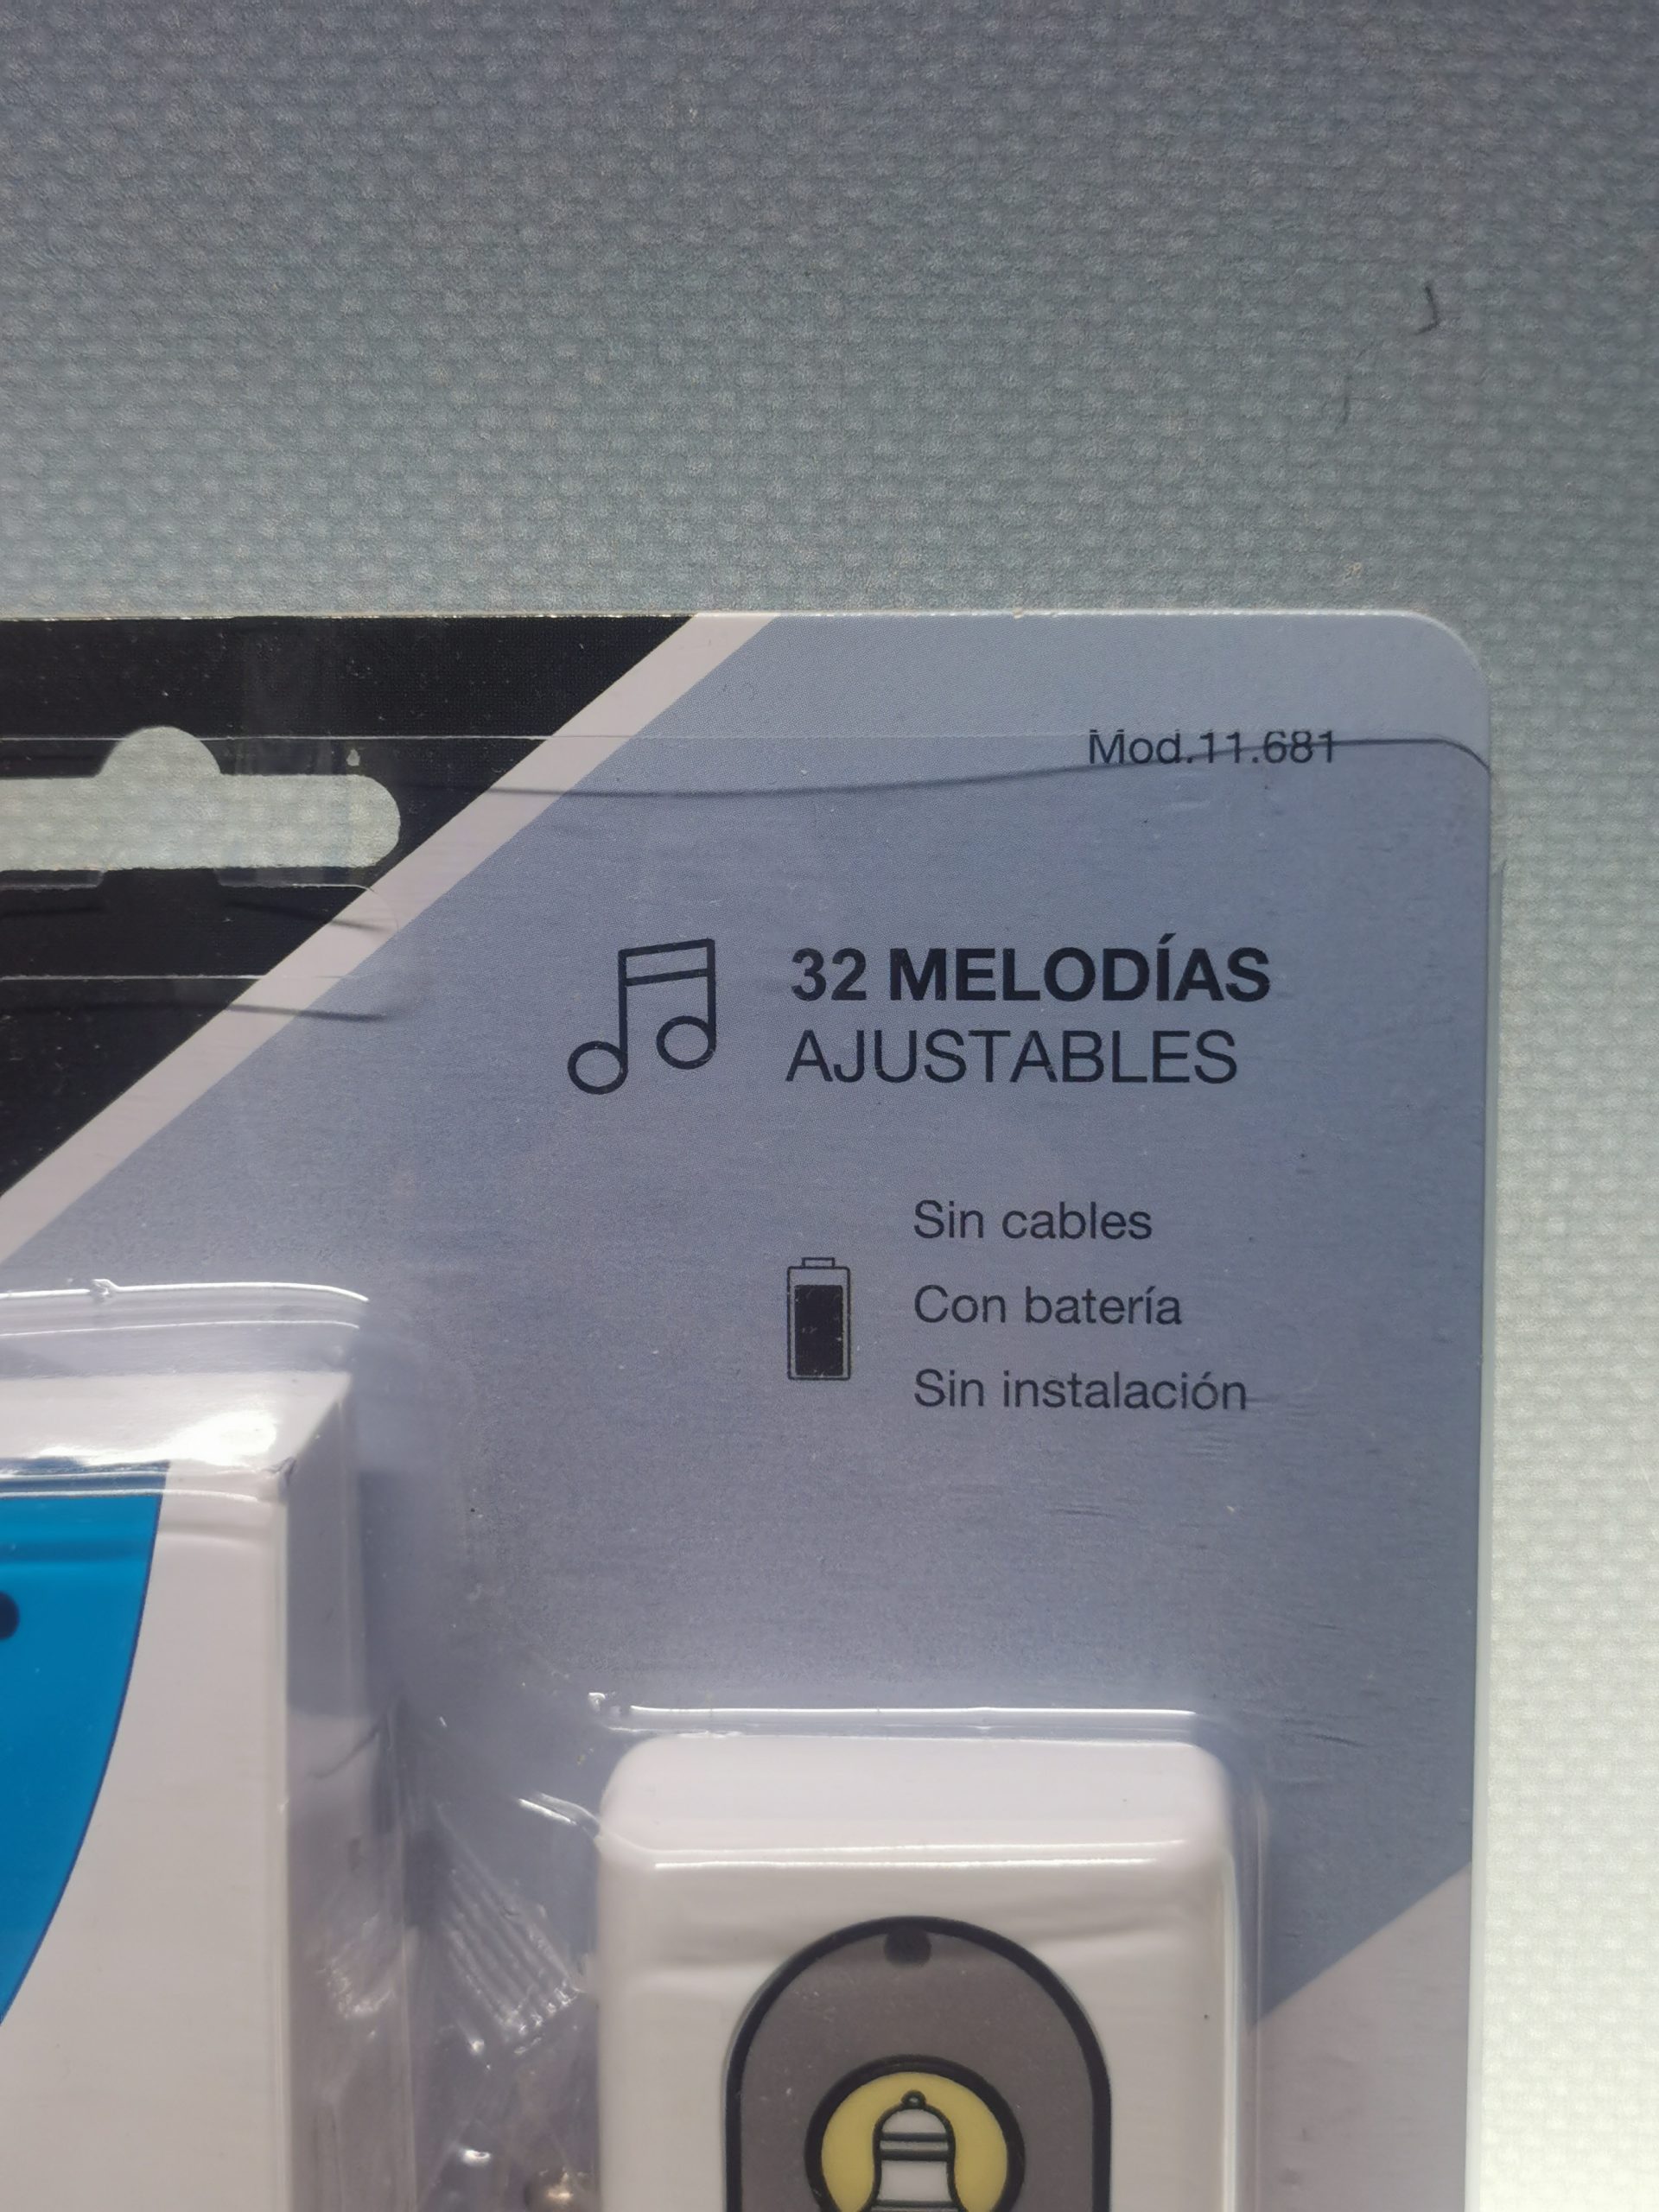 Mod.11.681
32 MELODÍAS
AJUSTABLES
Sin cables
Con batería
Sin instalación